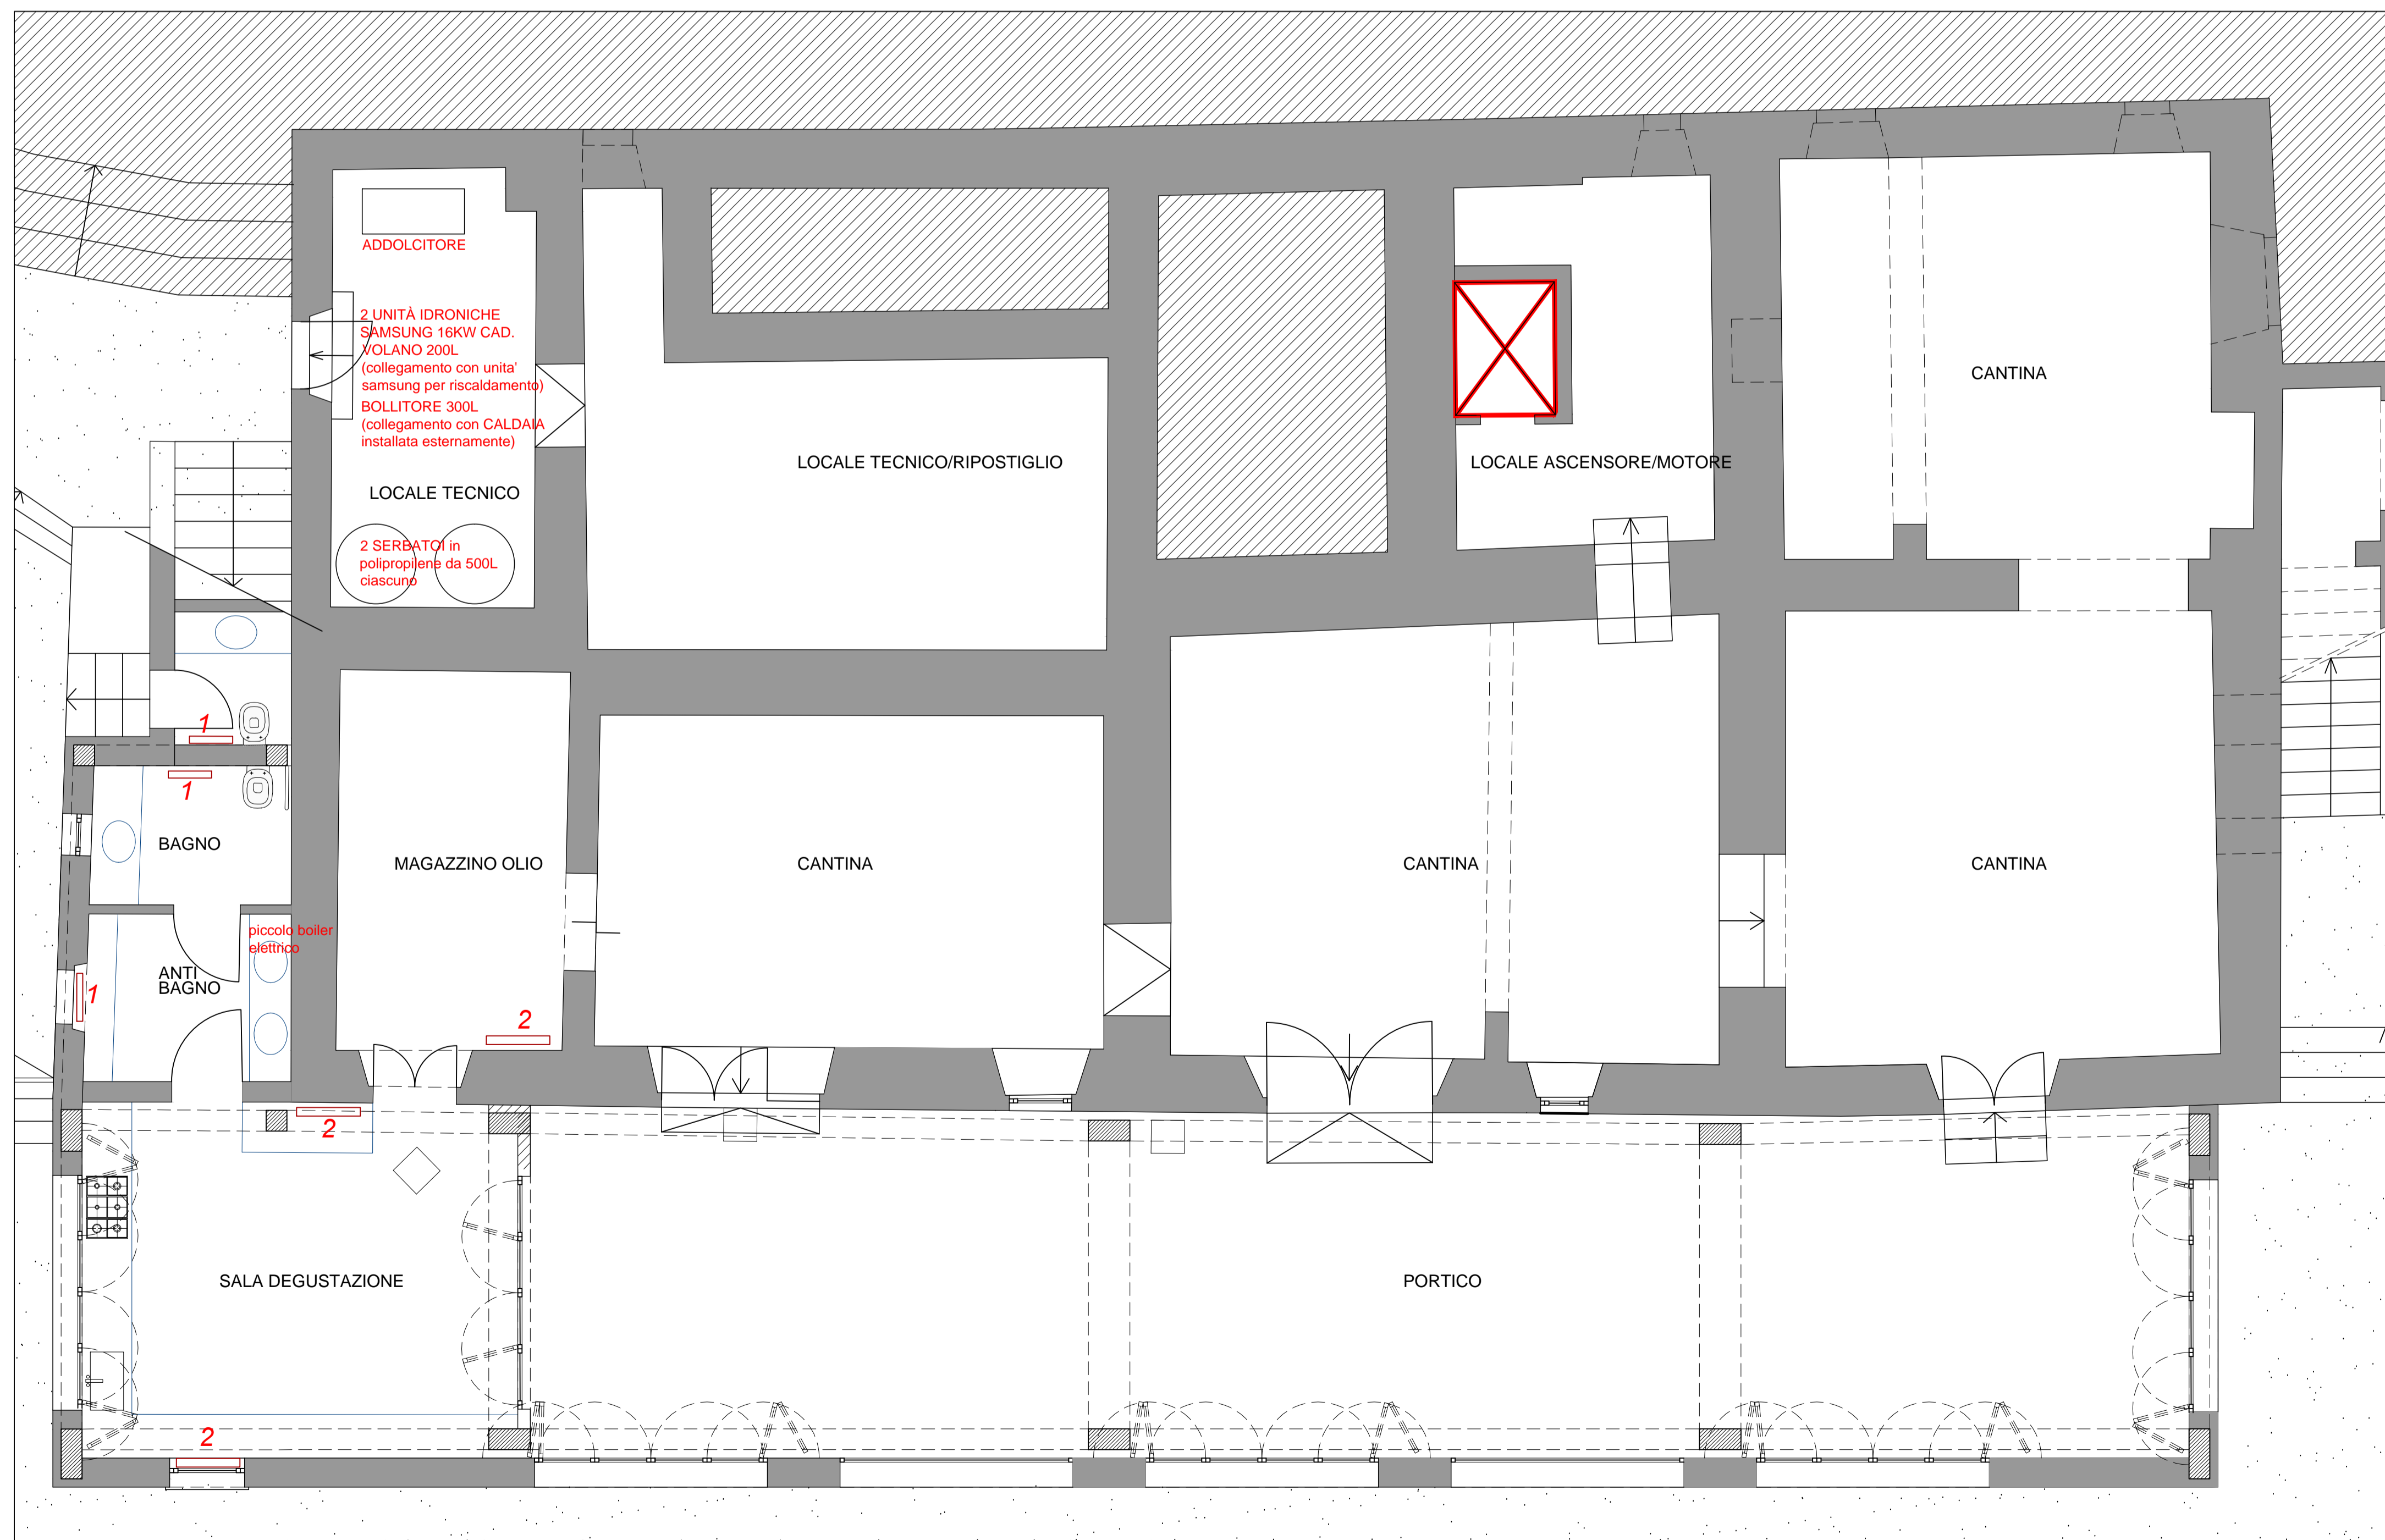 ADDOLCITORE
2 UNITÀ IDRONICHE
SAMSUNG 16KW CAD.
VOLANO 200L
(collegamento con unita'
samsung per riscaldamento)
BOLLITORE 300L
(collegamento con CALDAIA
installata esternamente)
LOCALE TECNICO
2 SERBATOI in
polipropilene da 500L
ciascuno
LOCALE TECNICO/RIPOSTIGLIO
LOCALE ASCENSORE/MOTORE
CANTINA
1
1
BAGNO
MAGAZZINO OLIO
CANTINA
CANTINA
CANTINA
piccolo boiler
elettrico
ANTI
BAGNO
1
2
2
SALA DEGUSTAZIONE
PORTICO
2